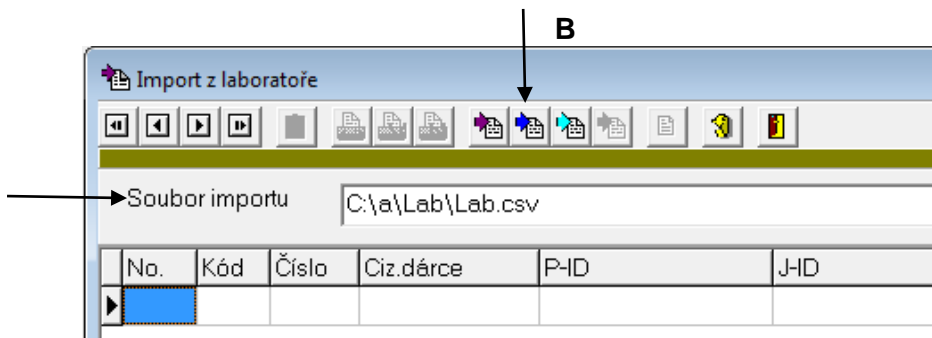 B
Import z laboratoře
Soubor importu C:\a\Lab\Lab.csv
No. Kód Číslo Ciz.dárce P-ID J-ID